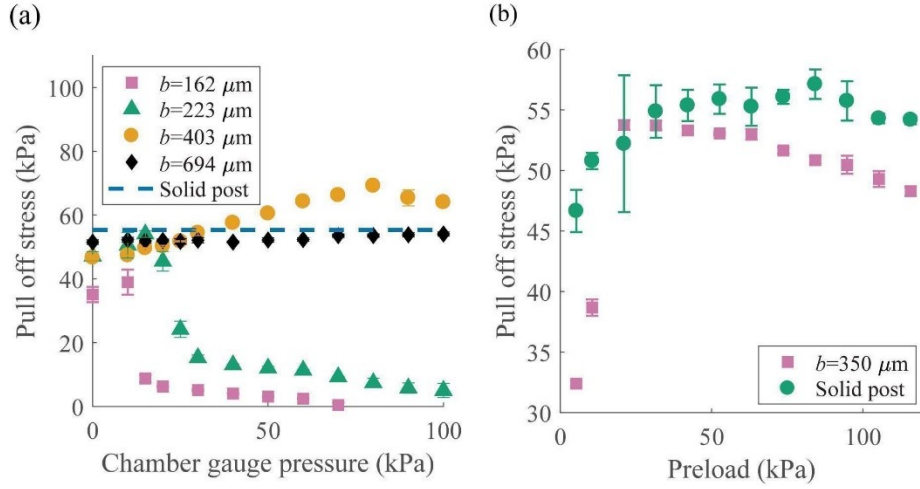 (a)
Pull off stress (kPa)
100
80
60
40
20
0
b=162 μm
b=223 μm
b=403 μm
b=694 μm
Solid post
0
50
100
Chamber gauge pressure (kPa)
(b)
Pull off stress (kPa)
60
55
50
45
40
35
30
b=350 μm
Solid post
0
50
100
Preload (kPa)